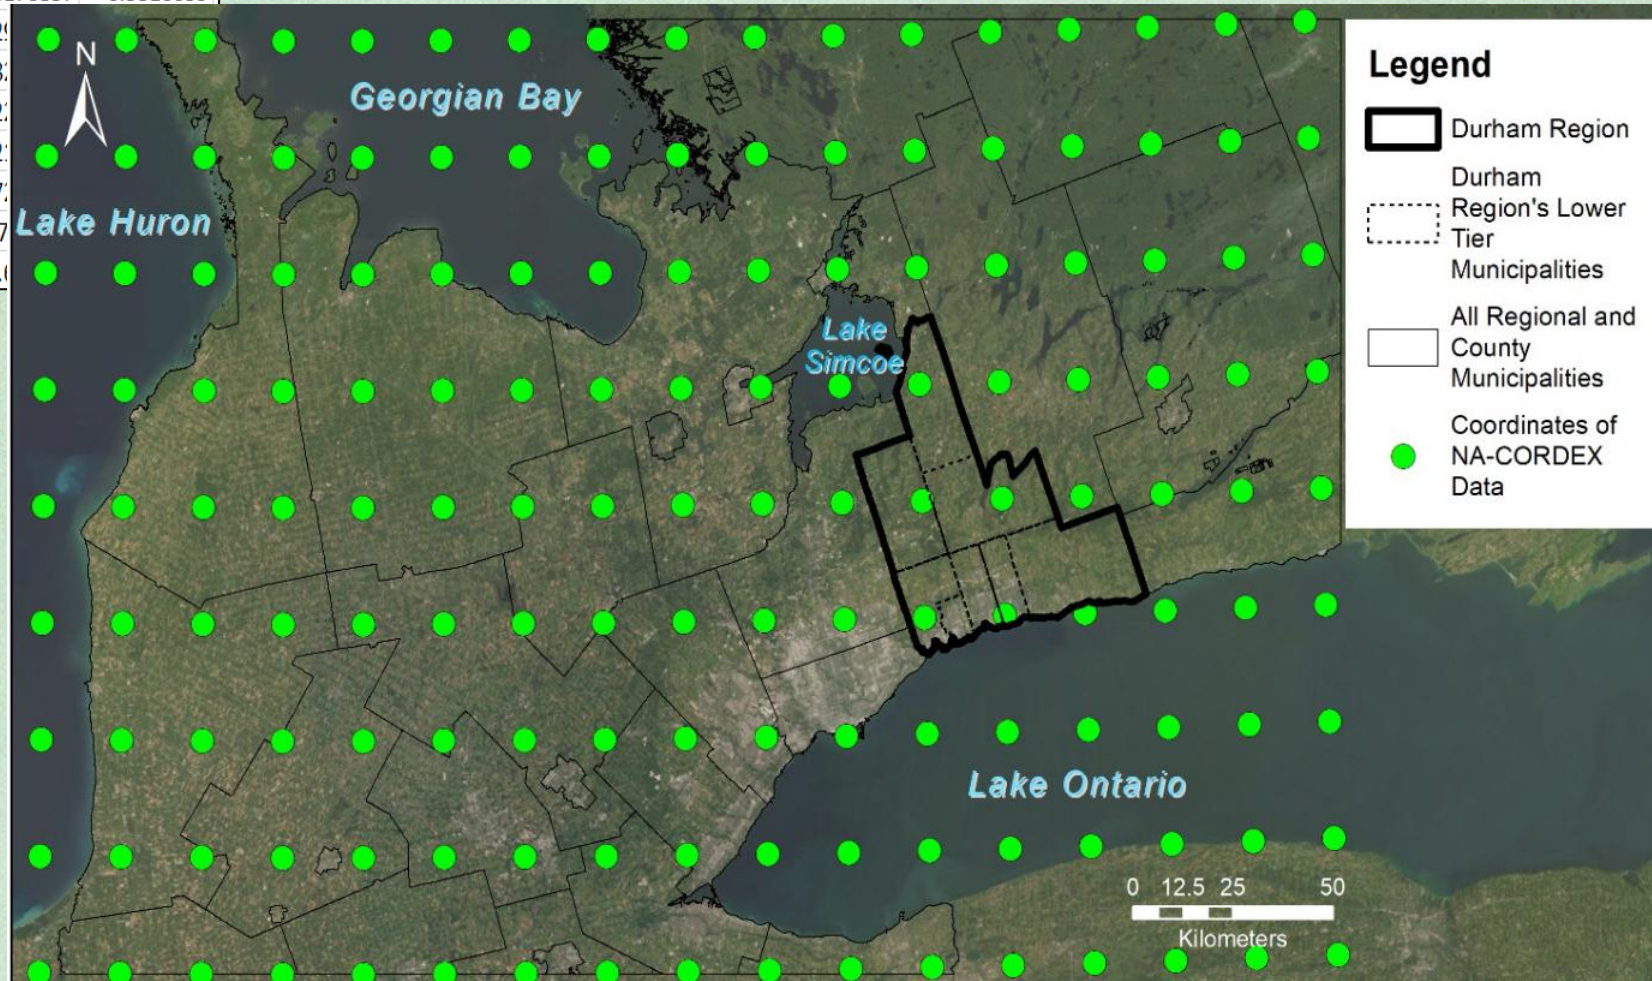 N
Georgian Bay
Lake Huron
Lake
Simcoe
Lake Ontario
0 12.5 25 50
Kilometers
Legend
Durham Region
Durham
Region's Lower
Tier
Municipalities
All Regional and
County
Municipalities
Coordinates of
NA-CORDEX
Data